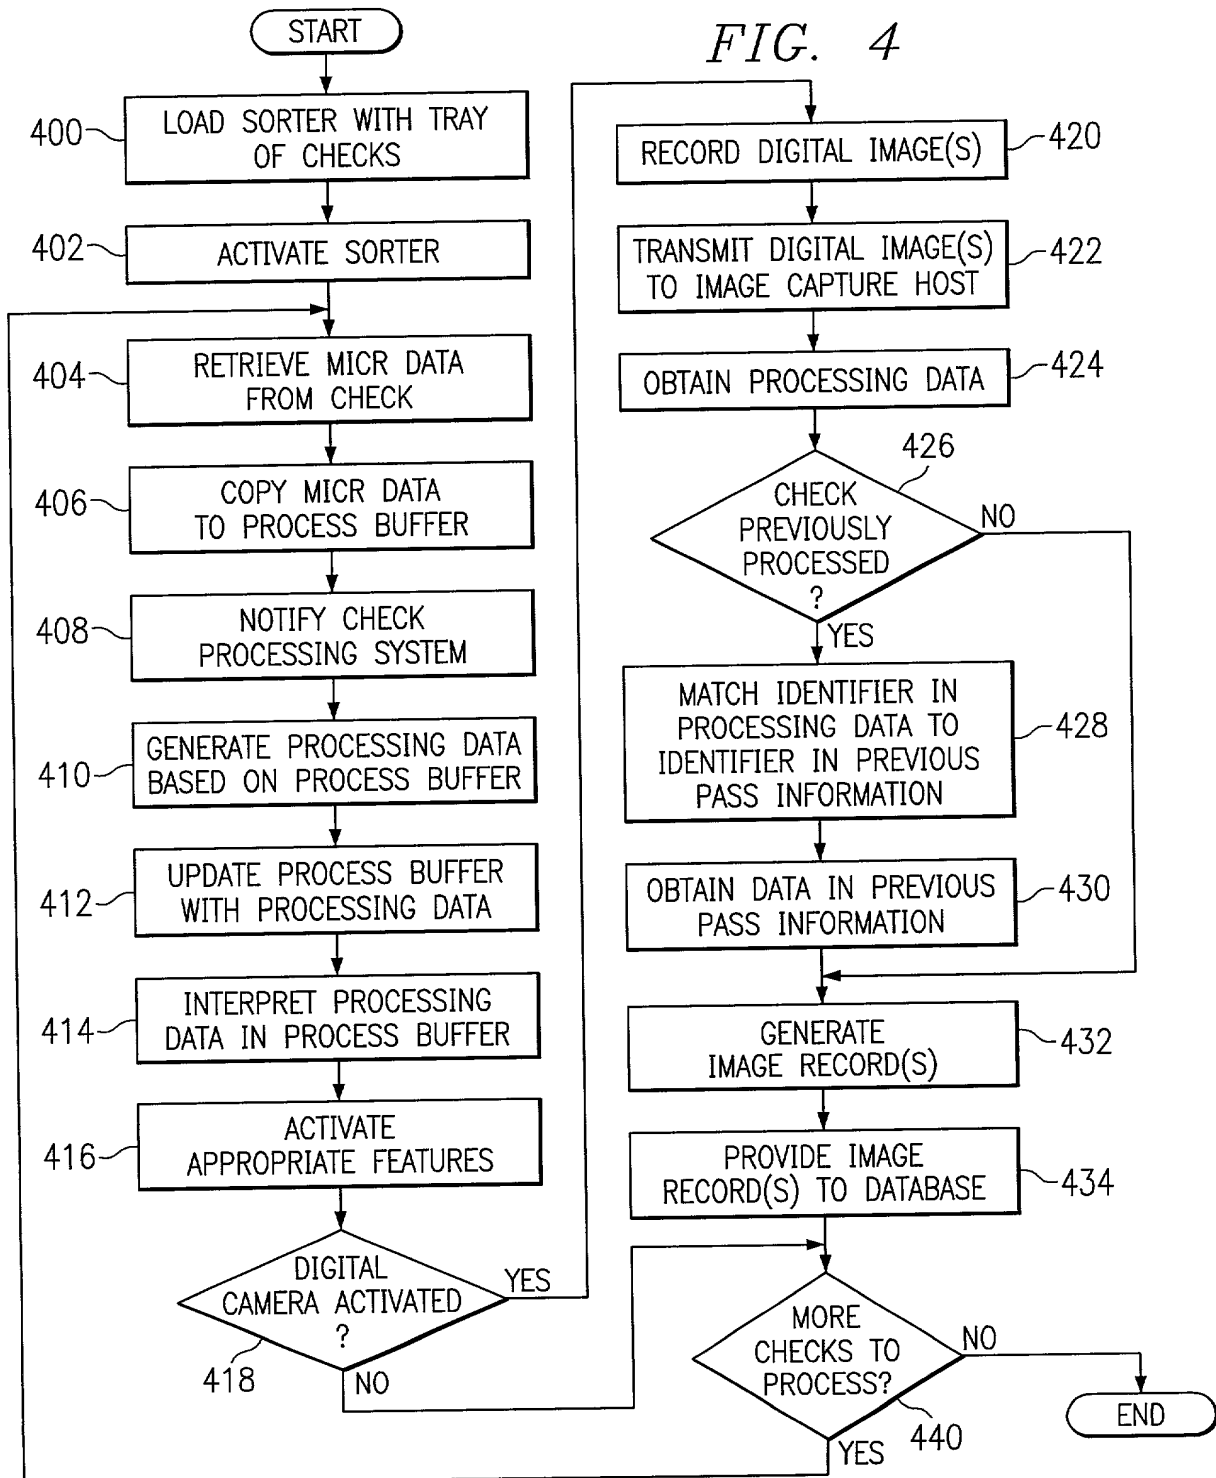 FIG. 4
START
400
LOAD SORTER WITH TRAY
OF CHECKS
402
ACTIVATE SORTER
404
RETRIEVE MICR DATA
FROM CHECK
406
COPY MICR DATA
TO PROCESS BUFFER
408
NOTIFY CHECK
PROCESSING SYSTEM
410
GENERATE PROCESSING DATA
BASED ON PROCESS BUFFER
412
UPDATE PROCESS BUFFER
WITH PROCESSING DATA
414
INTERPRET PROCESSING
DATA IN PROCESS BUFFER
416
ACTIVATE
APPROPRIATE FEATURES
DIGITAL
CAMERA ACTIVATED
?
418
YES
NO
RECORD DIGITAL IMAGE(S)
420
TRANSMIT DIGITAL IMAGE(S)
TO IMAGE CAPTURE HOST
422
OBTAIN PROCESSING DATA
424
426
CHECK
PREVIOUSLY
PROCESSED
?
NO
YES
MATCH IDENTIFIER IN
PROCESSING DATA TO
IDENTIFIER IN PREVIOUS
PASS INFORMATION
428
OBTAIN DATA IN PREVIOUS
PASS INFORMATION
430
GENERATE
IMAGE RECORD(S)
432
PROVIDE IMAGE
RECORD(S) TO DATABASE
434
MORE
CHECKS TO
PROCESS?
NO
440
YES
END